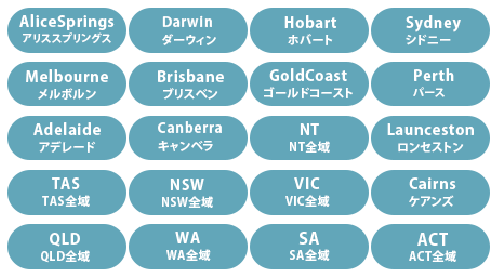 AliceSprings
アリススプリングス
Darwin
ダーウィン
Hobart
ホバート
Sydney
シドニー
Melbourne
メルボルン
Brisbane
ブリスベン
GoldCoast
ゴールドコースト
Perth
パース
Adelaide
アデレード
Canberra
キャンベラ
NT
NT全域
Launceston
ロンセストン
TAS
TAS全域
NSW
NSW全域
VIC
VIC全域
Cairns
ケアンズ
QLD
QLD全域
WA
WA全域
SA
SA全域
ACT
ACT全域